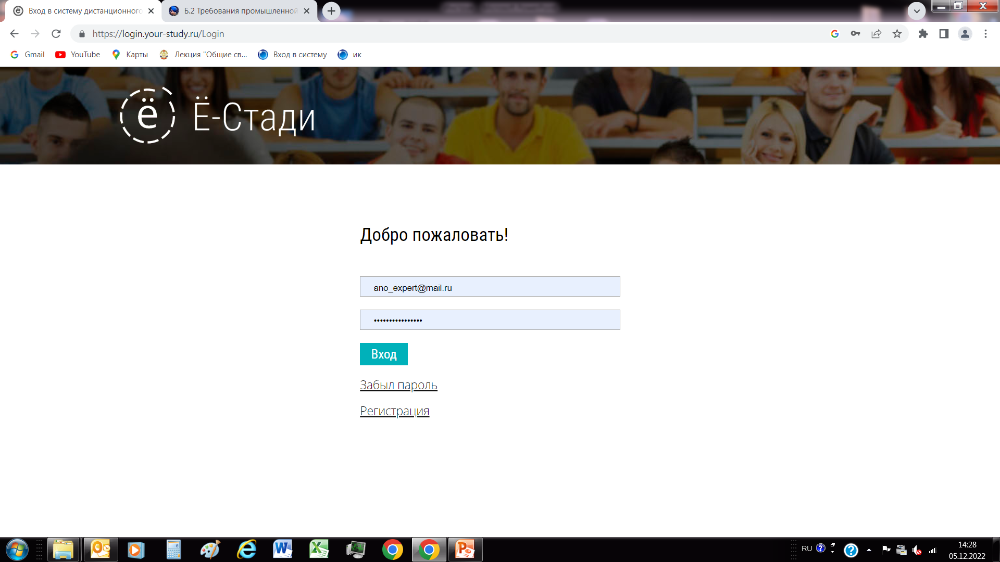 Вход в систему дистанционного
Б.2 Требования промышленной
https://login.your-study.ru/Login
Gmail
YouTube
Карты
Лекция "Общие св...
Вход в систему
ик
ё Ё-Стади
Добро пожаловать!
ano_expert@mail.ru
••••••••••••••••
Вход
Забыл пароль
Регистрация
RU
14:28
05.12.2022